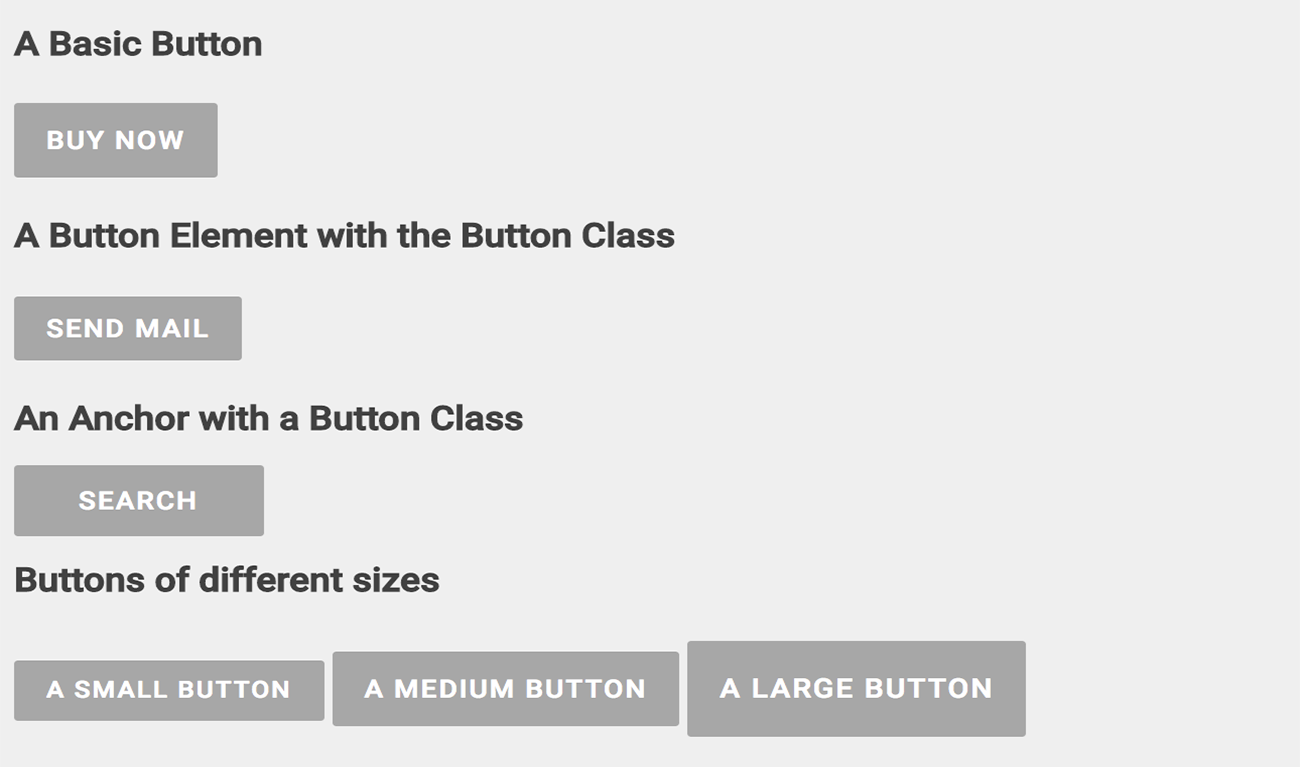 A Basic Button
BUY NOW
A Button Element with the Button Class
SEND MAIL
An Anchor with a Button Class
SEARCH
Buttons of different sizes
A SMALL BUTTON A MEDIUM BUTTON A LARGE BUTTON